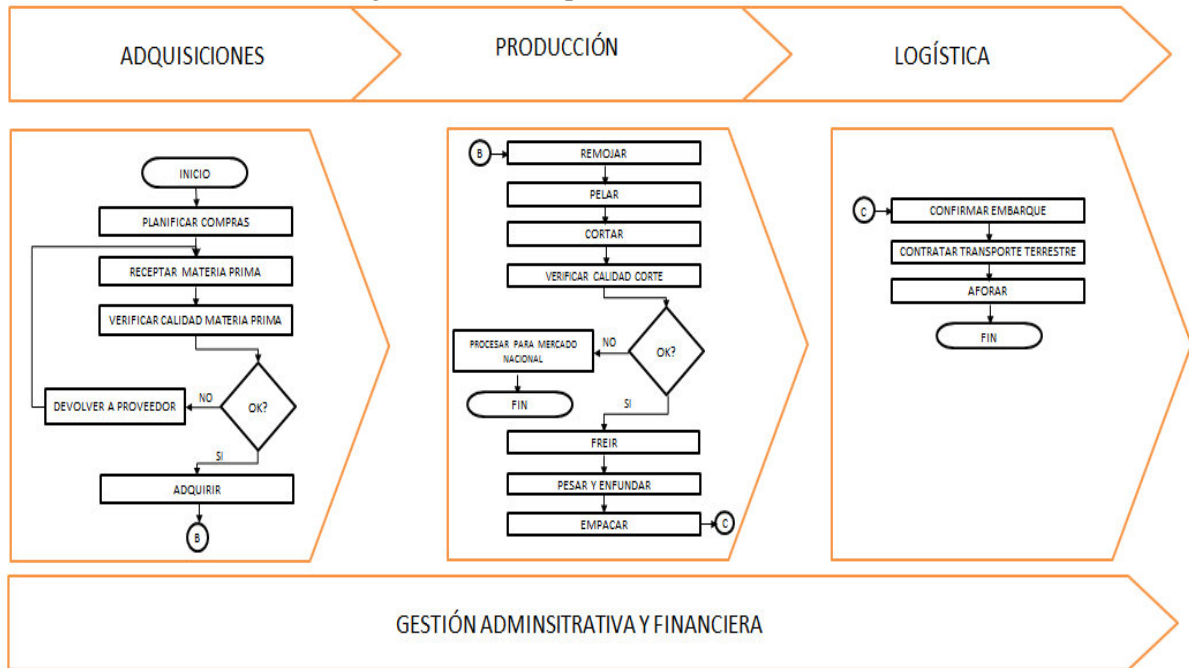 ADQUISICIONES
PRODUCCIÓN
LOGÍSTICA
INICIO
PLANIFICAR COMPRAS
RECEPTAR MATERIA PRIMA
VERIFICAR CALIDAD MATERIA PRIMA
DEVOLVER A PROVEEDOR
NO
OK?
SI
ADQUIRIR
B
B
REMOJAR
PELAR
CORTAR
VERIFICAR CALIDAD CORTE
PROCESAR PARA MERCADO
NACIONAL
NO
OK?
FIN
SI
FREIR
PESAR Y ENFUNDAR
EMPACAR
C
C
CONFIRMAR EMBARQUE
CONTRATAR TRANSPORTE TERRESTRE
AFORAR
FIN
GESTIÓN ADMINSITRATIVA Y FINANCIERA